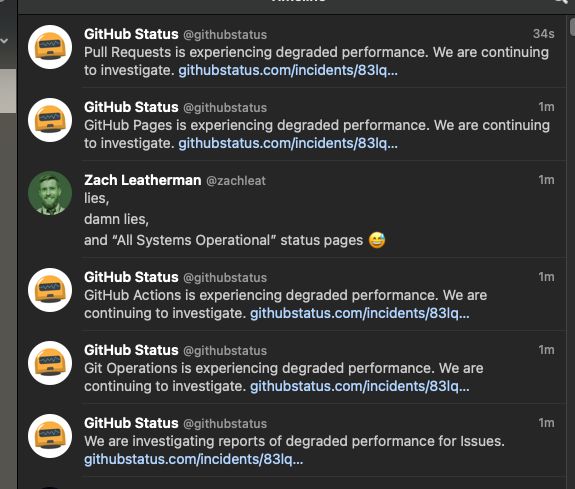 GitHub Status @githubstatus 34s
Pull Requests is experiencing degraded performance. We are continuing
to investigate. githubstatus.com/incidents/83lq...
GitHub Status @githubstatus 1m
GitHub Pages is experiencing degraded performance. We are continuing
to investigate. githubstatus.com/incidents/83lq...
Zach Leatherman @zachleat 1m
lies,
damn lies,
and “All Systems Operational” status pages 😅
GitHub Status @githubstatus 1m
GitHub Actions is experiencing degraded performance. We are
continuing to investigate. githubstatus.com/incidents/83lq...
GitHub Status @githubstatus 1m
Git Operations is experiencing degraded performance. We are
continuing to investigate. githubstatus.com/incidents/83lq...
GitHub Status @githubstatus 1m
We are investigating reports of degraded performance for Issues.
githubstatus.com/incidents/83lq...